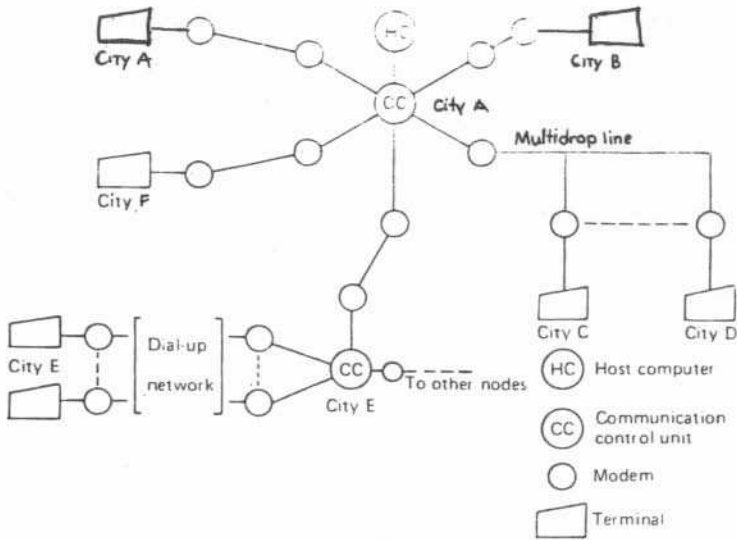 HC
City A
City B
CC
City A
Multidrop line
City F
City C
City D
City E
Dial-up
network
CC
City E
To other nodes
HC Host computer
CC Communication
control unit
Modem
Terminal